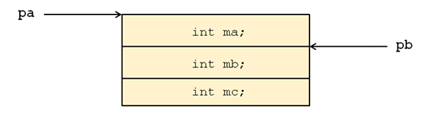 pa
int ma;
pb
int mb;
int mc;